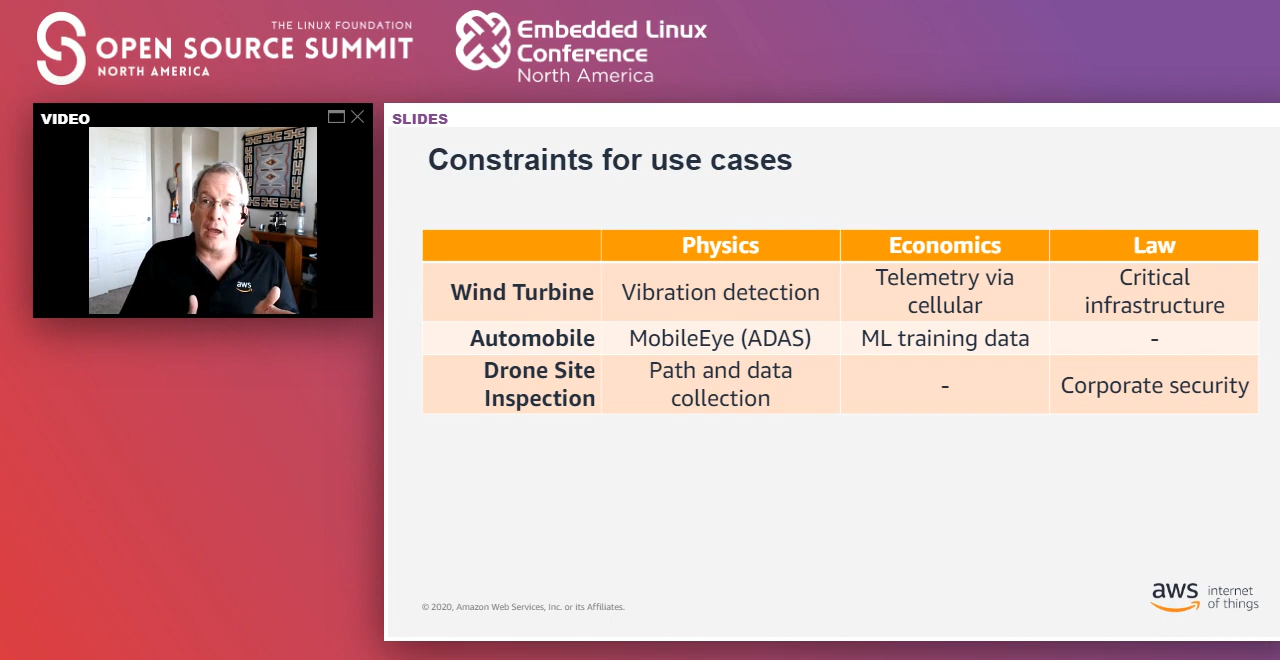 THE LINUX FOUNDATION
OPEN SOURCE SUMMIT
NORTH AMERICA
Embedded Linux
Conference
North America
VIDEO
aws
SLIDES
Constraints for use cases
Physics Economics Law
Wind Turbine Vibration detection Telemetry via cellular Critical infrastructure
Automobile MobileEye (ADAS) ML training data -
Drone Site Inspection Path and data collection - Corporate security
© 2020, Amazon Web Services, Inc. or its Affiliates.
aws internet of things